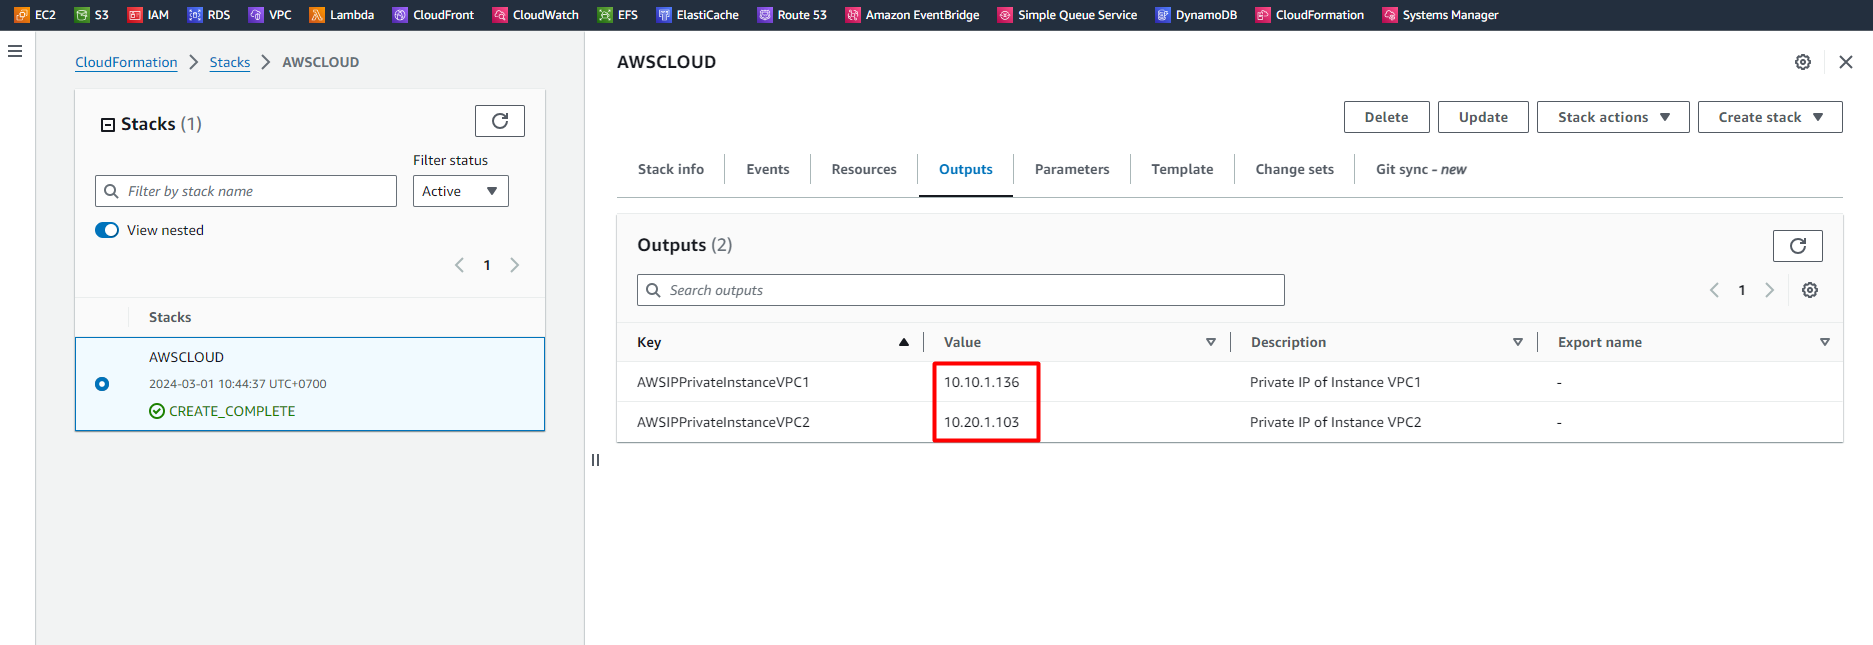 EC2 S3 IAM RDS VPC Lambda CloudFront CloudWatch EFS ElastiCache Route 53 Amazon EventBridge Simple Queue Service DynamoDB CloudFormation Systems Manager
CloudFormation Stacks AWSCLOUD
Stacks (1)
Filter status
Filter by stack name
Active
View nested
1
Stacks
AWSCLOUD
2024-03-01 10:44:37 UTC+0700
CREATE_COMPLETE
AWSCLOUD
Delete Update Stack actions Create stack
Stack info Events Resources Outputs Parameters Template Change sets Git sync - new
Outputs (2)
Search outputs
1
Key Value Description Export name
AWSIPPrivateInstanceVPC1 10.10.1.136 Private IP of Instance VPC1 -
AWSIPPrivateInstanceVPC2 10.20.1.103 Private IP of Instance VPC2 -